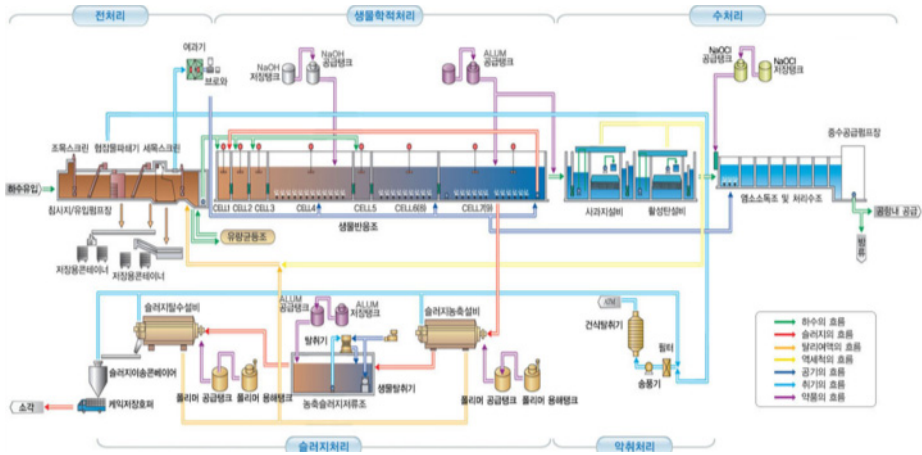 전처리
생물학적처리
수처리
여과기
브로와
NaOH
저장탱크
NaOH
공급탱크
ALUM
공급탱크
NaOCl
공급탱크
NaOCl
저장탱크
조목스크린
협잡물파쇄기
세목스크린
중수공급펌프장
하수유입
침사지/유입펌프장
유량균등조
CELL1
CELL2
CELL3
CELL4
CELL5
CELL6(8)
CELL7(9)
생물반응조
사과지설비
활성탄설비
염소소독조 및 처리수조
공항내 공급
방류
저장용콘테이너
저장용콘테이너
슬러지탈수설비
ALUM
공급탱크
ALUM
저장탱크
탈취기
슬러지농축설비
건식탈취기
필터
송풍기
슬러지이송콘베이어
케익저장호퍼
소각
폴리머 공급탱크
폴리머 용해탱크
생물탈취기
농축슬러지저류조
폴리머 공급탱크
폴리머 용해탱크
하수의 흐름
슬러지의 흐름
탈리여액의 흐름
역세척의 흐름
공기의 흐름
취기의 흐름
약품의 흐름
슬러지처리
악취처리